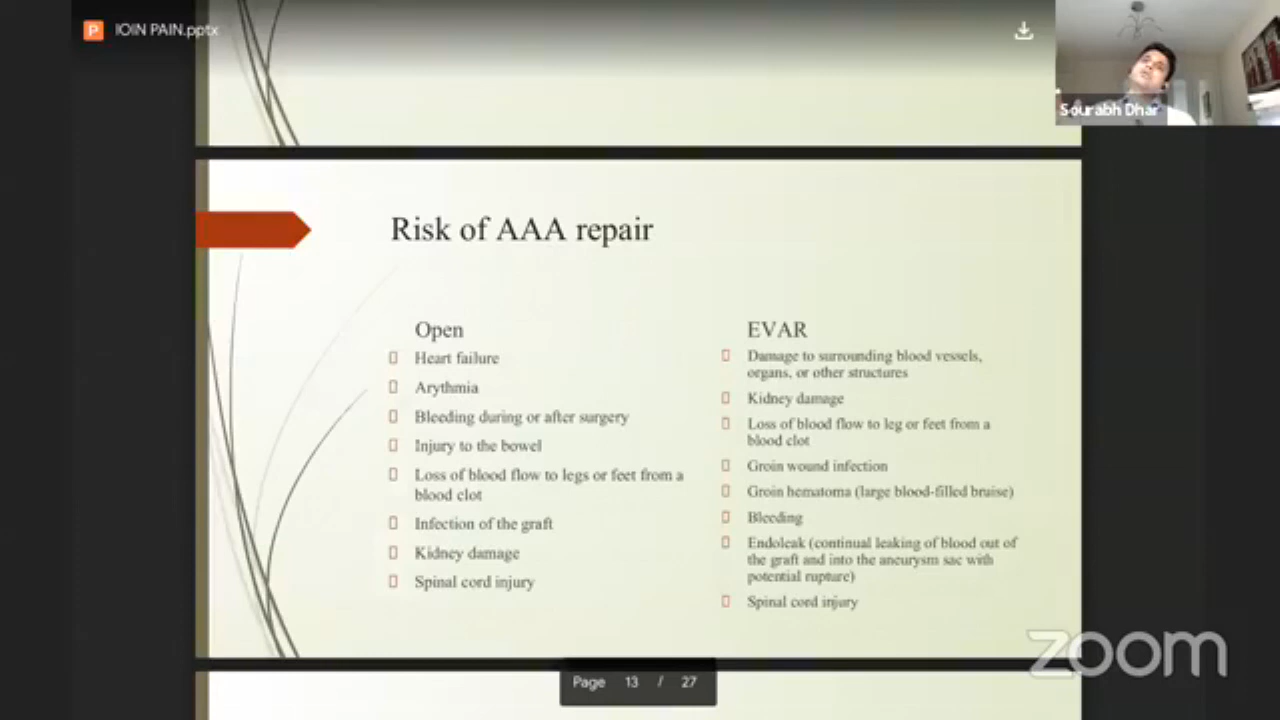 P
IOIN PAIN.pptx
Sourabh Dhar
Risk of AAA repair
Open
Heart failure
Arythmia
Bleeding during or after surgery
Injury to the bowel
Loss of blood flow to legs or feet from a
blood clot
Infection of the graft
Kidney damage
Spinal cord injury
EVAR
Damage to surrounding blood vessels,
organs, or other structures
Kidney damage
Loss of blood flow to leg or feet from a
blood clot
Groin wound infection
Groin hematoma (large blood-filled bruise)
Bleeding
Endoleak (continual leaking of blood out of
the graft and into the aneurysm sac with
potential rupture)
Spinal cord injury
zoom
Page 13 / 27